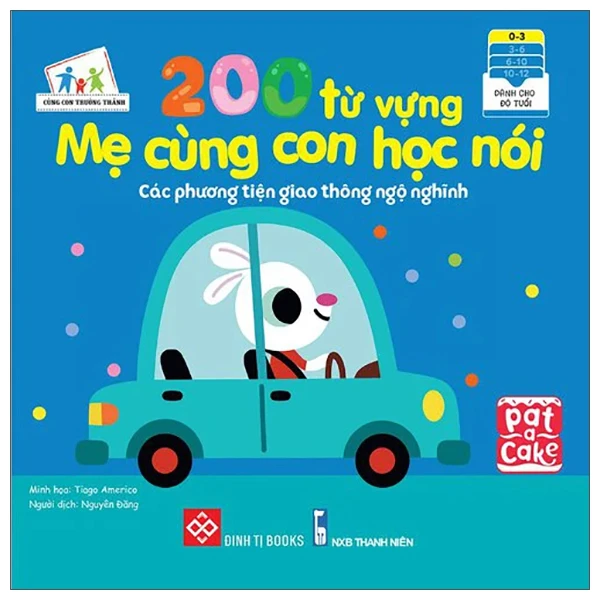 CÙNG CON TRƯỞNG THÀNH
0-3
3-6
6-10
10-12
DÀNH CHO
ĐỘ TUỔI
200 từ vựng
Mẹ cùng con học nói
Các phương tiện giao thông ngộ nghĩnh
pat
a
cake
Minh họa: Tiago Americo
Người dịch: Nguyên Đăng
ĐINH TỊ BOOKS
NXB THANH NIÊN